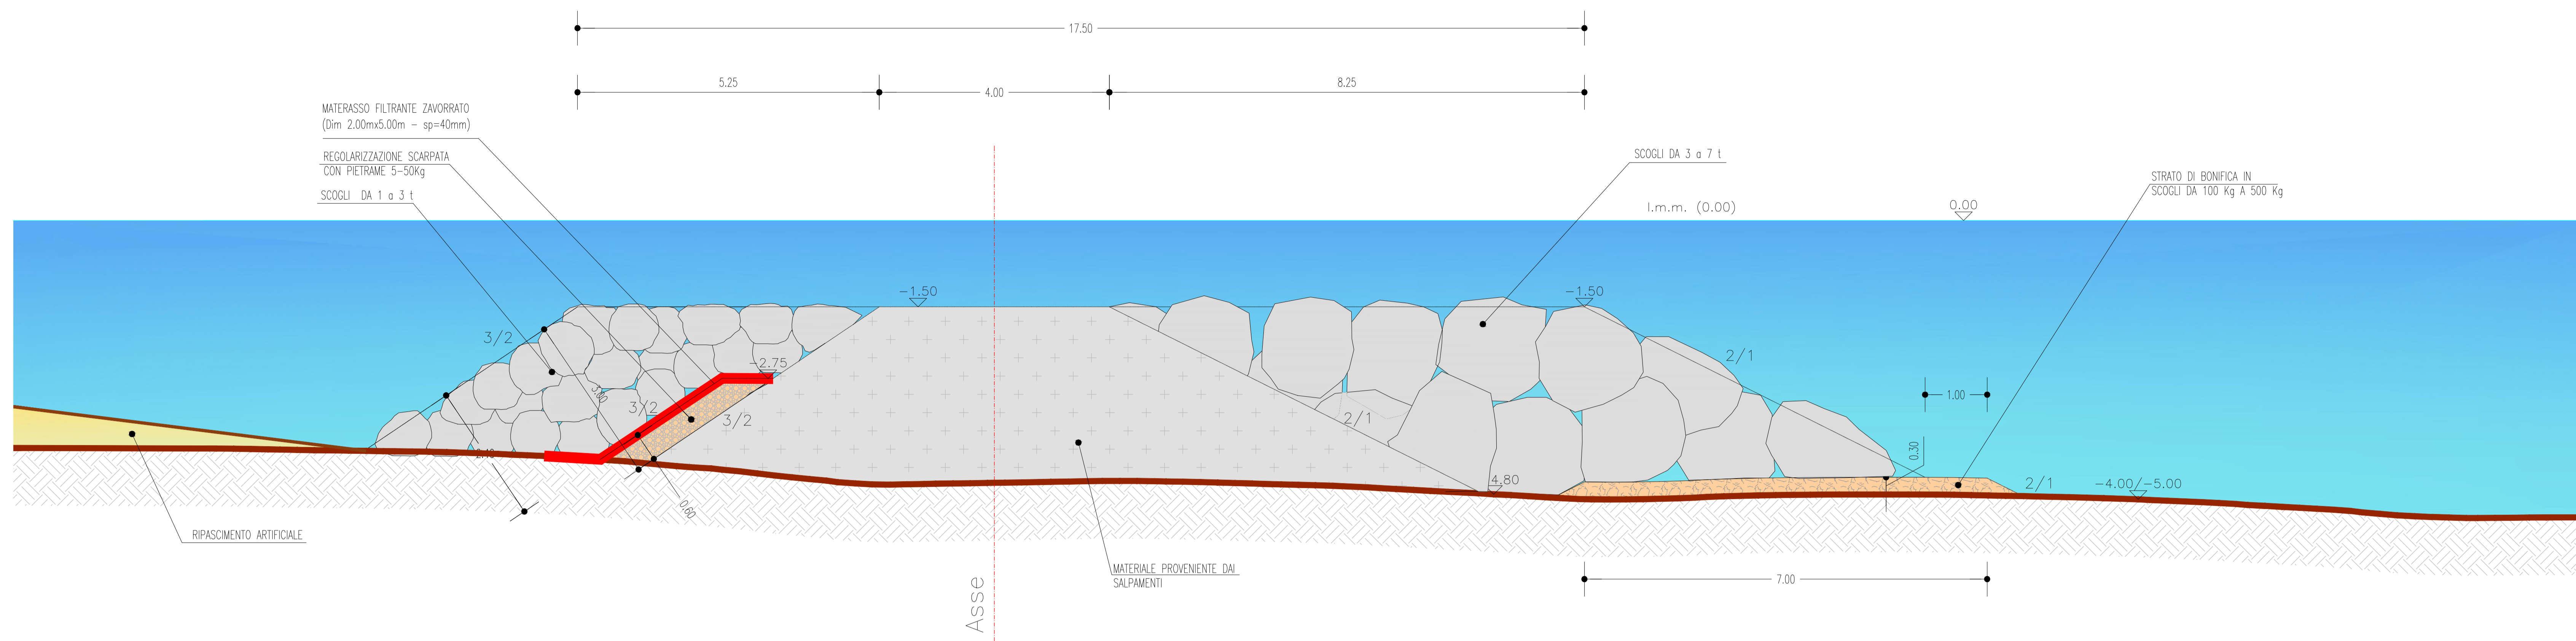 17.50
5.25
4.00
8.25
MATERASSO FILTRANTE ZAVORRATO
(Dim 2.00mx5.00m - sp=40mm)
REGOLARIZZAZIONE SCARPATA
CON PIETRAME 5-50Kg
SCOGLI DA 1 a 3 t
SCOGLI DA 3 a 7 t
STRATO DI BONIFICA IN
SCOGLI DA 100 Kg A 500 Kg
l.m.m. (0.00)
0.00
-1.50
-1.50
3/2
2/1
-2.75
1.00
3/2
3/2
2/1
0.30
2.10
4.80
2/1
-4.00/-5.00
0.60
RIPASCIMENTO ARTIFICIALE
MATERIALE PROVENIENTE DAI
SALPAMENTI
7.00
Asse